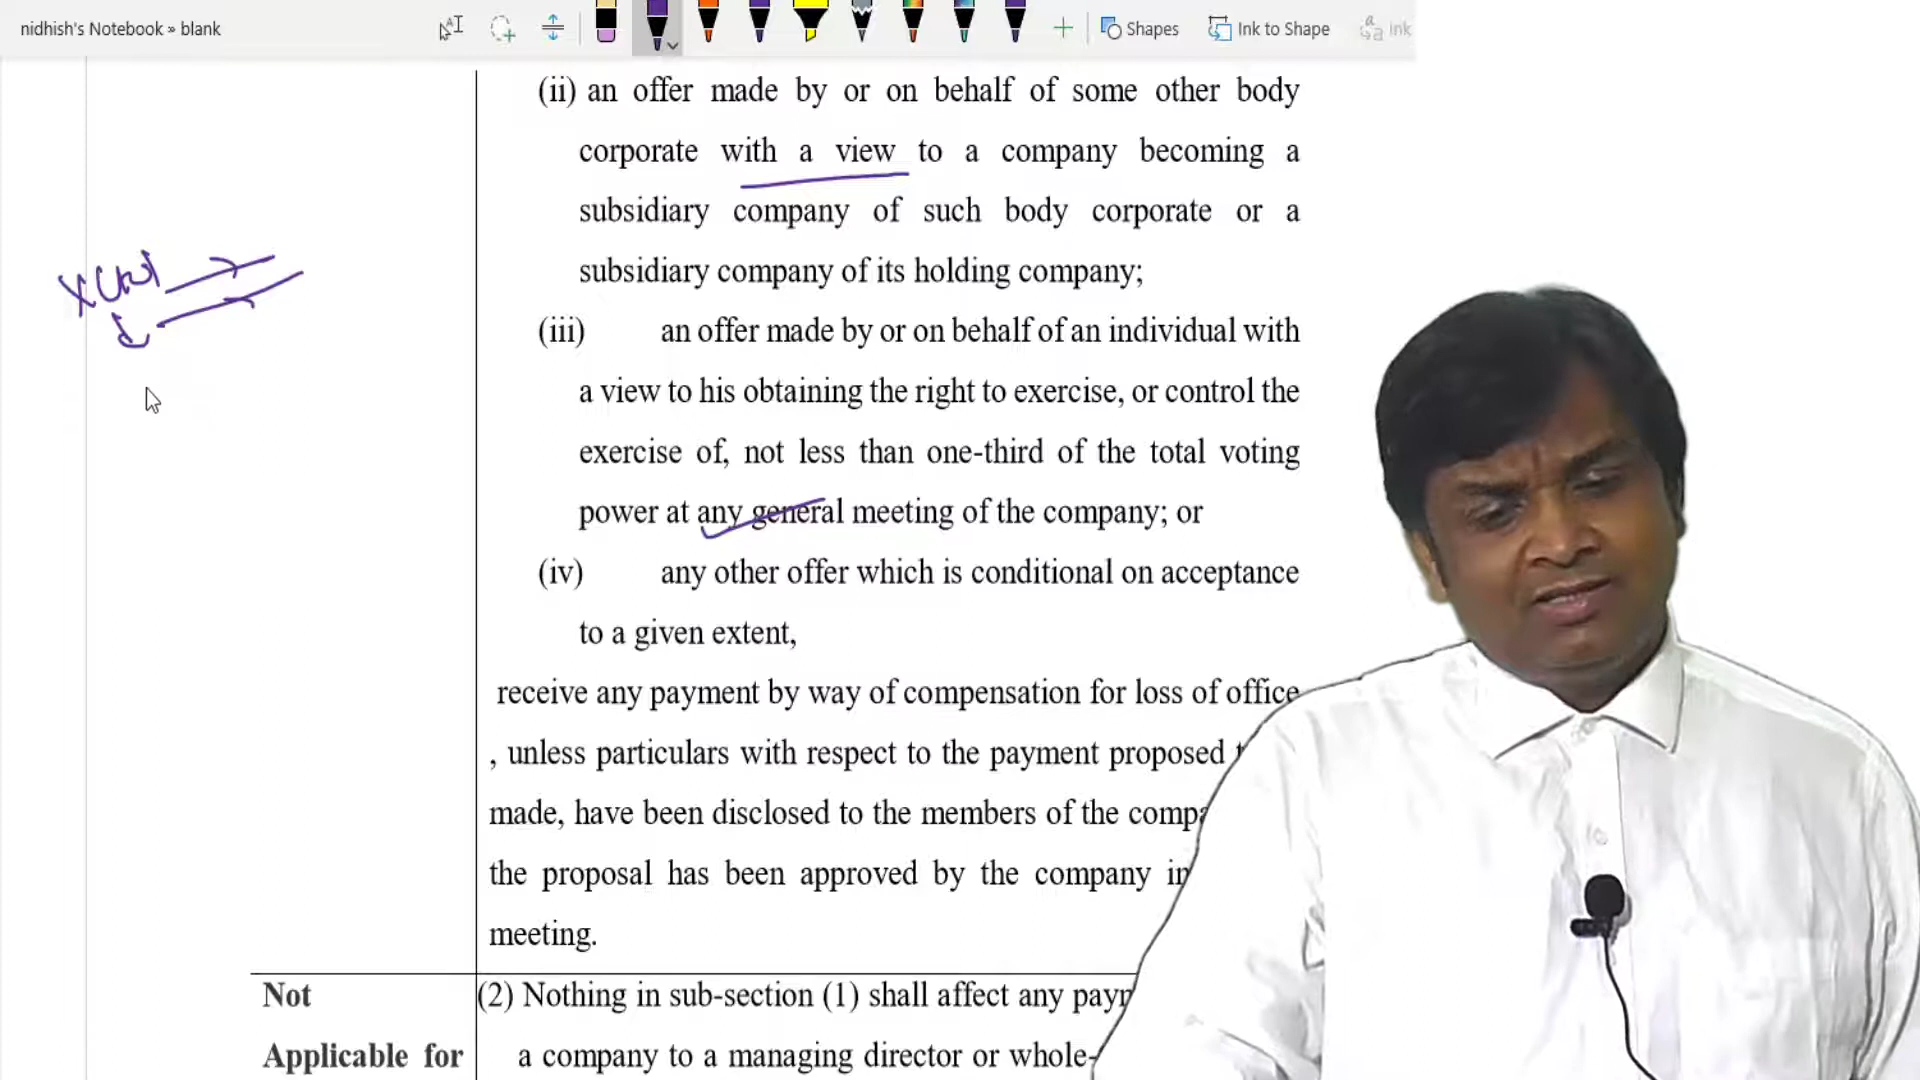 nidhish's Notebook » blank
Shapes
Ink to Shape
Ink
(ii) an offer made by or on behalf of some other body
corporate with a view to a company becoming a
subsidiary company of such body corporate or a
subsidiary company of its holding company;
(iii) an offer made by or on behalf of an individual with
a view to his obtaining the right to exercise, or control the
exercise of, not less than one-third of the total voting
power at any general meeting of the company; or
(iv) any other offer which is conditional on acceptance
to a given extent,
receive any payment by way of compensation for loss of office
, unless particulars with respect to the payment proposed
made, have been disclosed to the members of the
the proposal has been approved by the company
meeting.
Not
Applicable for
(2) Nothing in sub-section (1) shall affect any
a company to a managing director or whole-